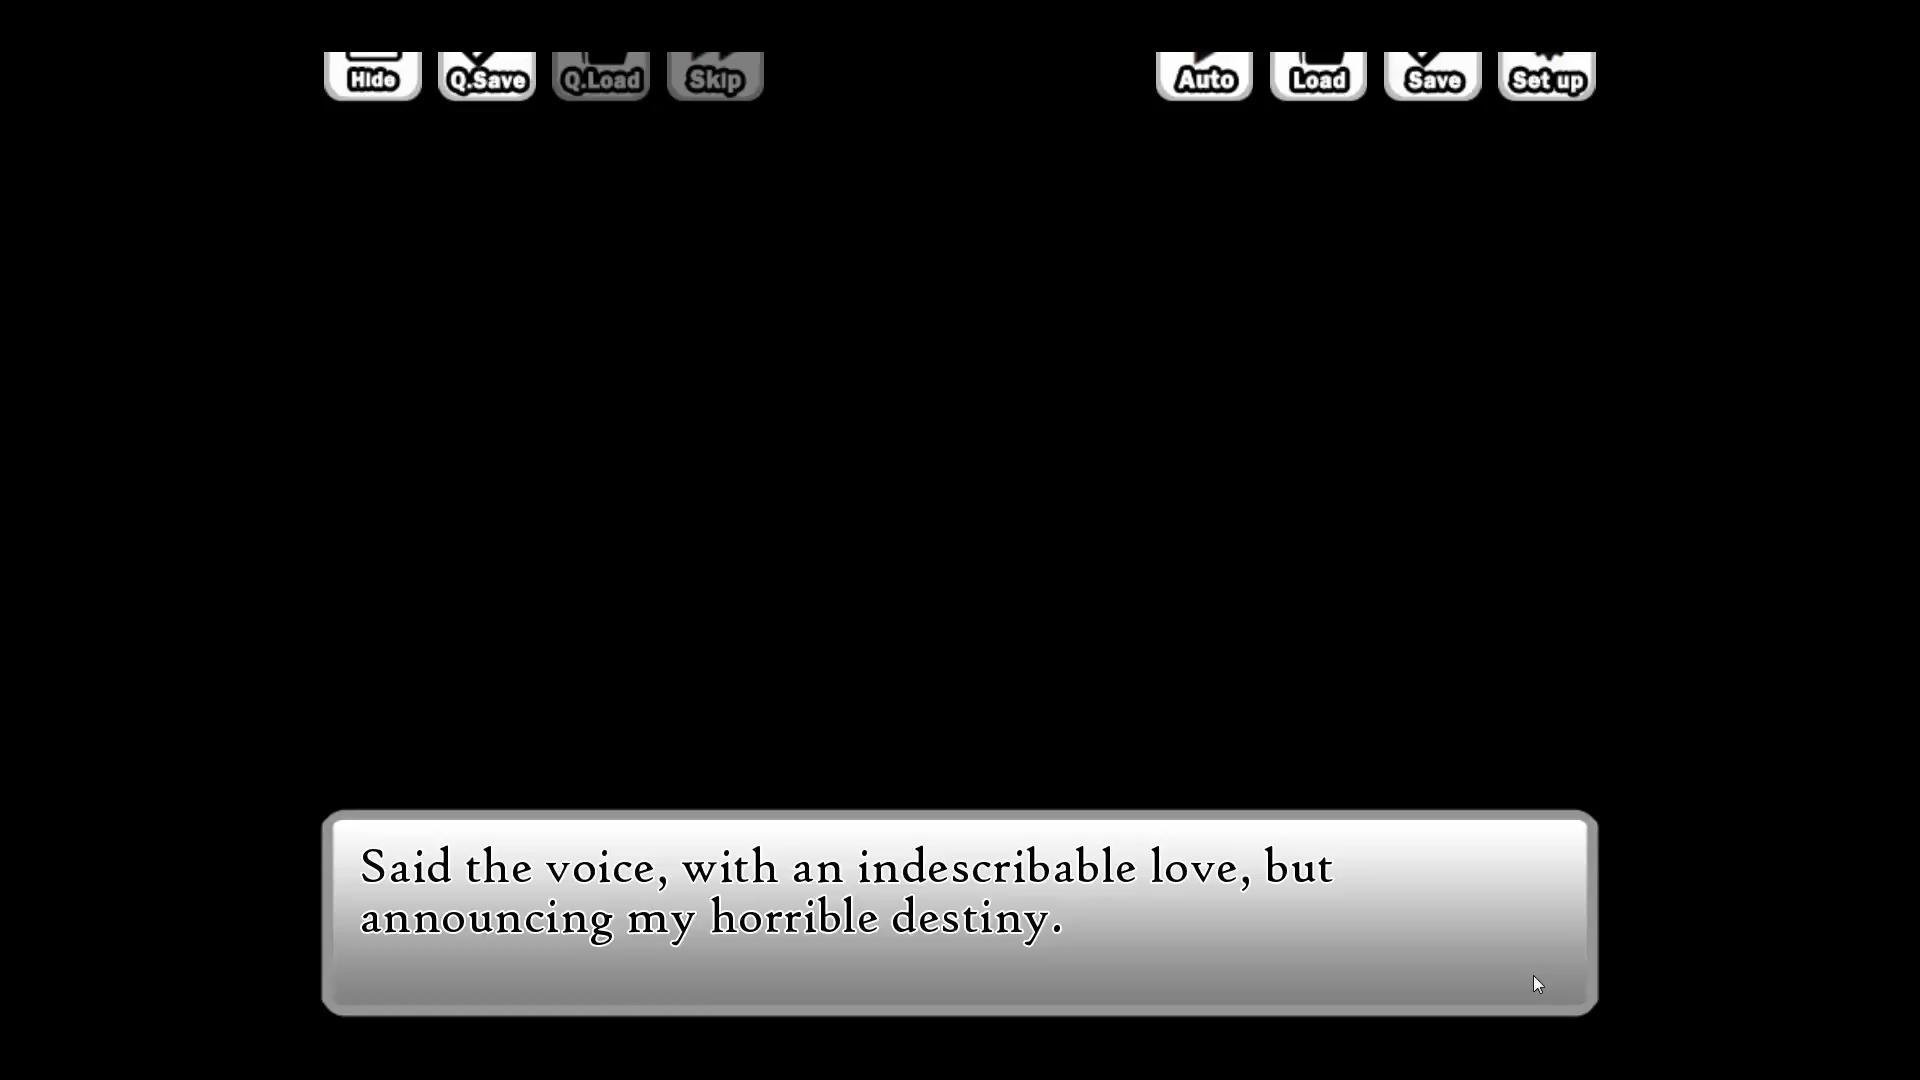 Hide Q.Save Q.Load Skip Auto Load Save Set up
Said the voice, with an indescribable love, but
announcing my horrible destiny.